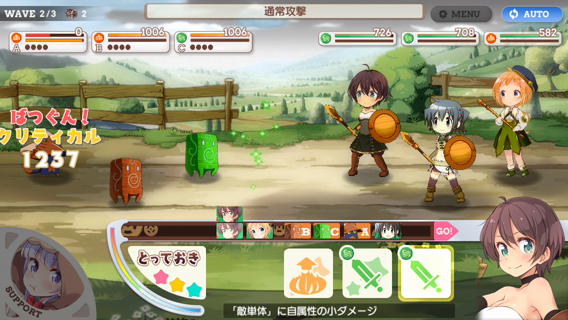 WAVE 2/3 2
通常攻撃
MENU
AUTO
A 0
B 1006
C 1006
726
708
582
ばつぐん!
クリティカル
1237
B C A GO!
とっておき
SUPPORT
「敵単体」に自属性の小ダメージ